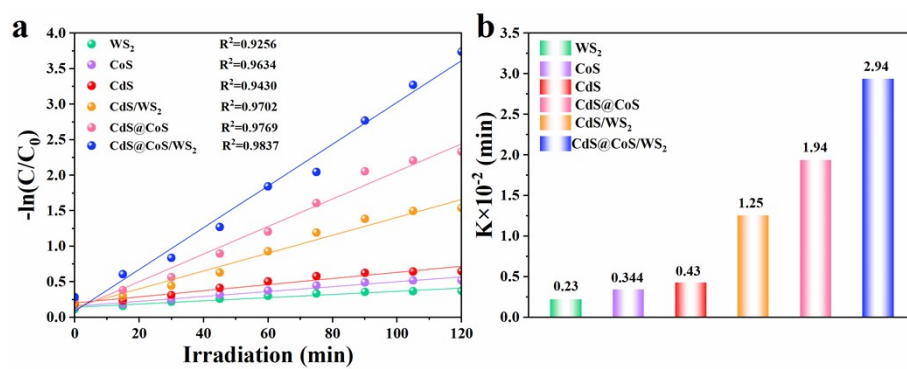 a
-ln(C/C₀)
4.0
3.5
3.0
2.5
2.0
1.5
1.0
0.5
0.0
WS₂ R²=0.9256
CoS R²=0.9634
CdS R²=0.9430
CdS/WS₂ R²=0.9702
CdS@CoS R²=0.9769
CdS@CoS/WS₂ R²=0.9837
0 20 40 60 80 100 120
Irradiation (min)
b
K×10⁻² (min)
3.5
3.0
2.5
2.0
1.5
1.0
0.5
0.0
WS₂
CoS
CdS
CdS@CoS
CdS/WS₂
CdS@CoS/WS₂
0.23
0.344
0.43
1.25
1.94
2.94